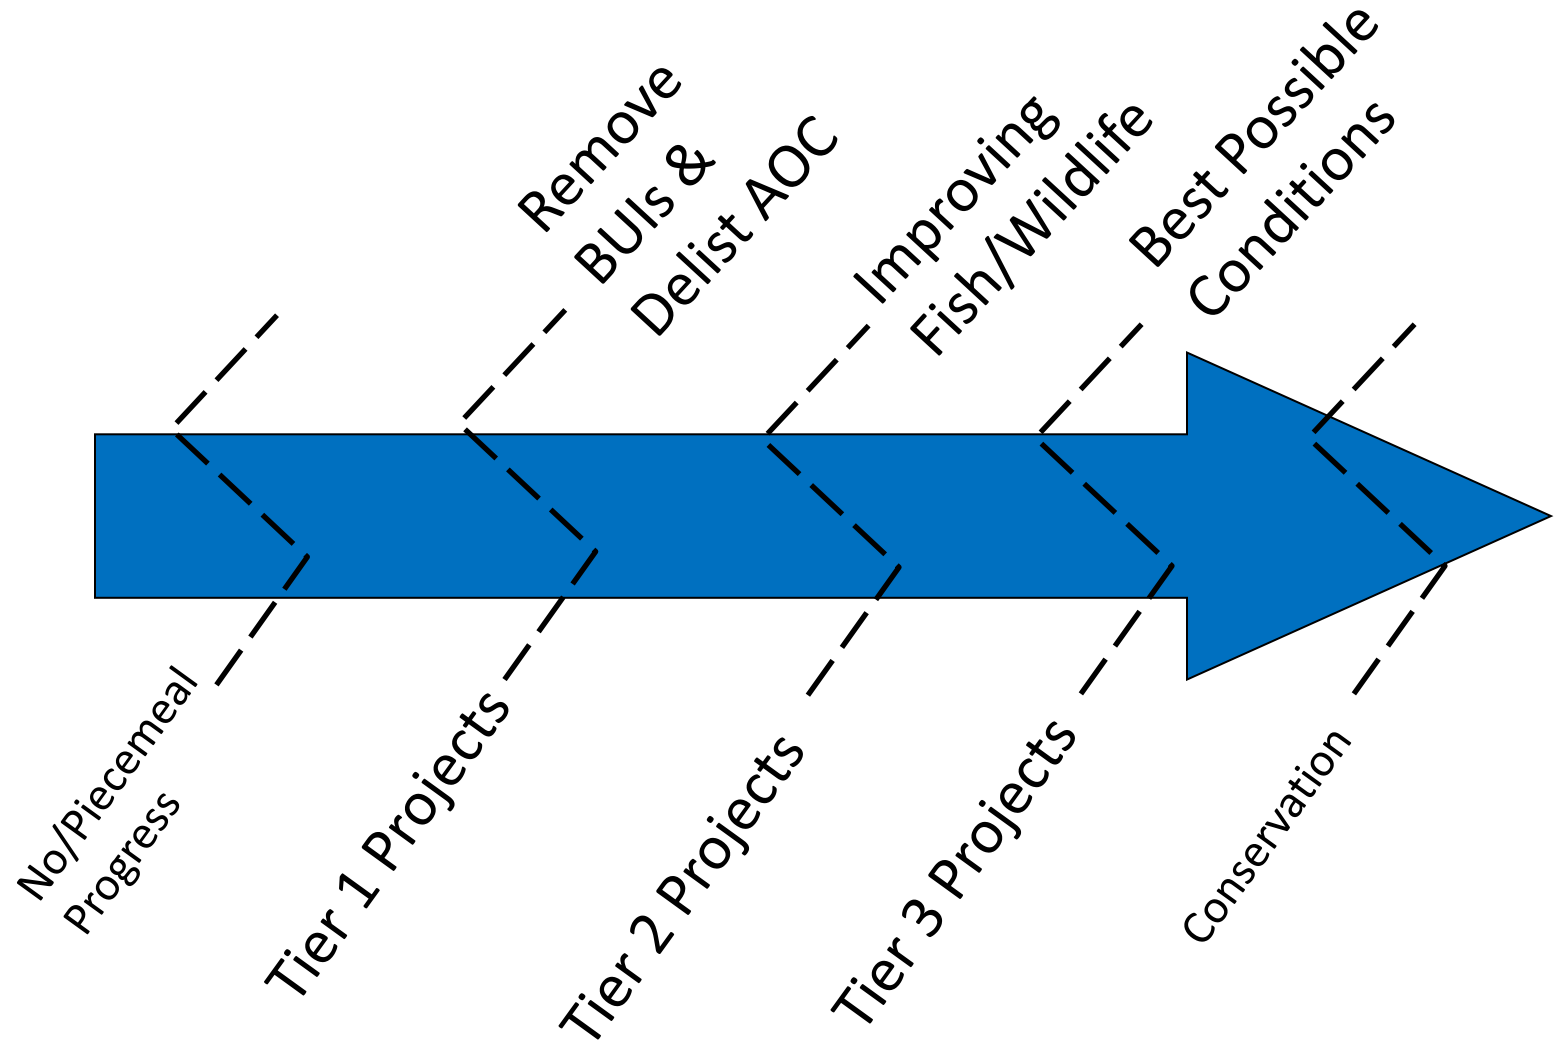 Remove
BUIs &
Delist AOC
Improving
Fish/Wildlife
Best Possible
Conditions
No/Piecemeal
Progress
Tier 1 Projects
Tier 2 Projects
Tier 3 Projects
Conservation